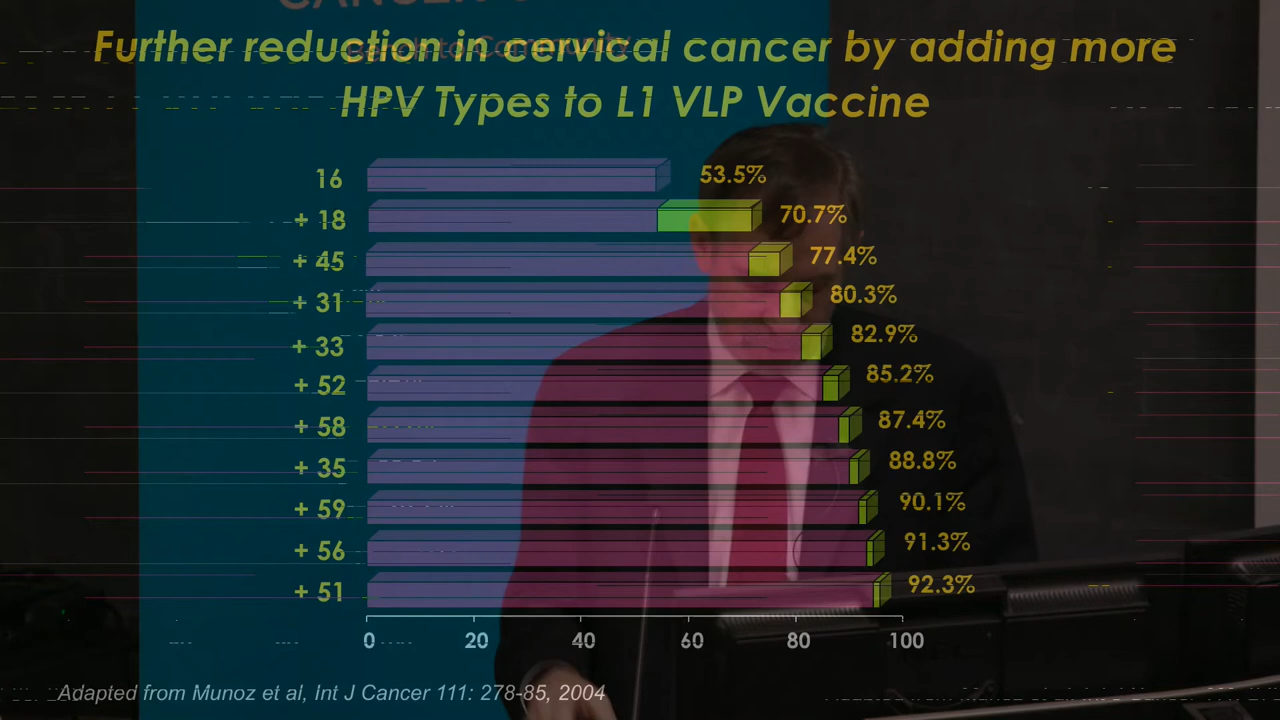 Further reduction in cervical cancer by adding more
HPV Types to L1 VLP Vaccine
16 53.5%
+ 18 70.7%
+ 45 77.4%
+ 31 80.3%
+ 33 82.9%
+ 52 85.2%
+ 58 87.4%
+ 35 88.8%
+ 59 90.1%
+ 56 91.3%
+ 51 92.3%
0 20 40 60 80 100
Adapted from Munoz et al, Int J Cancer 111: 278-85, 2004